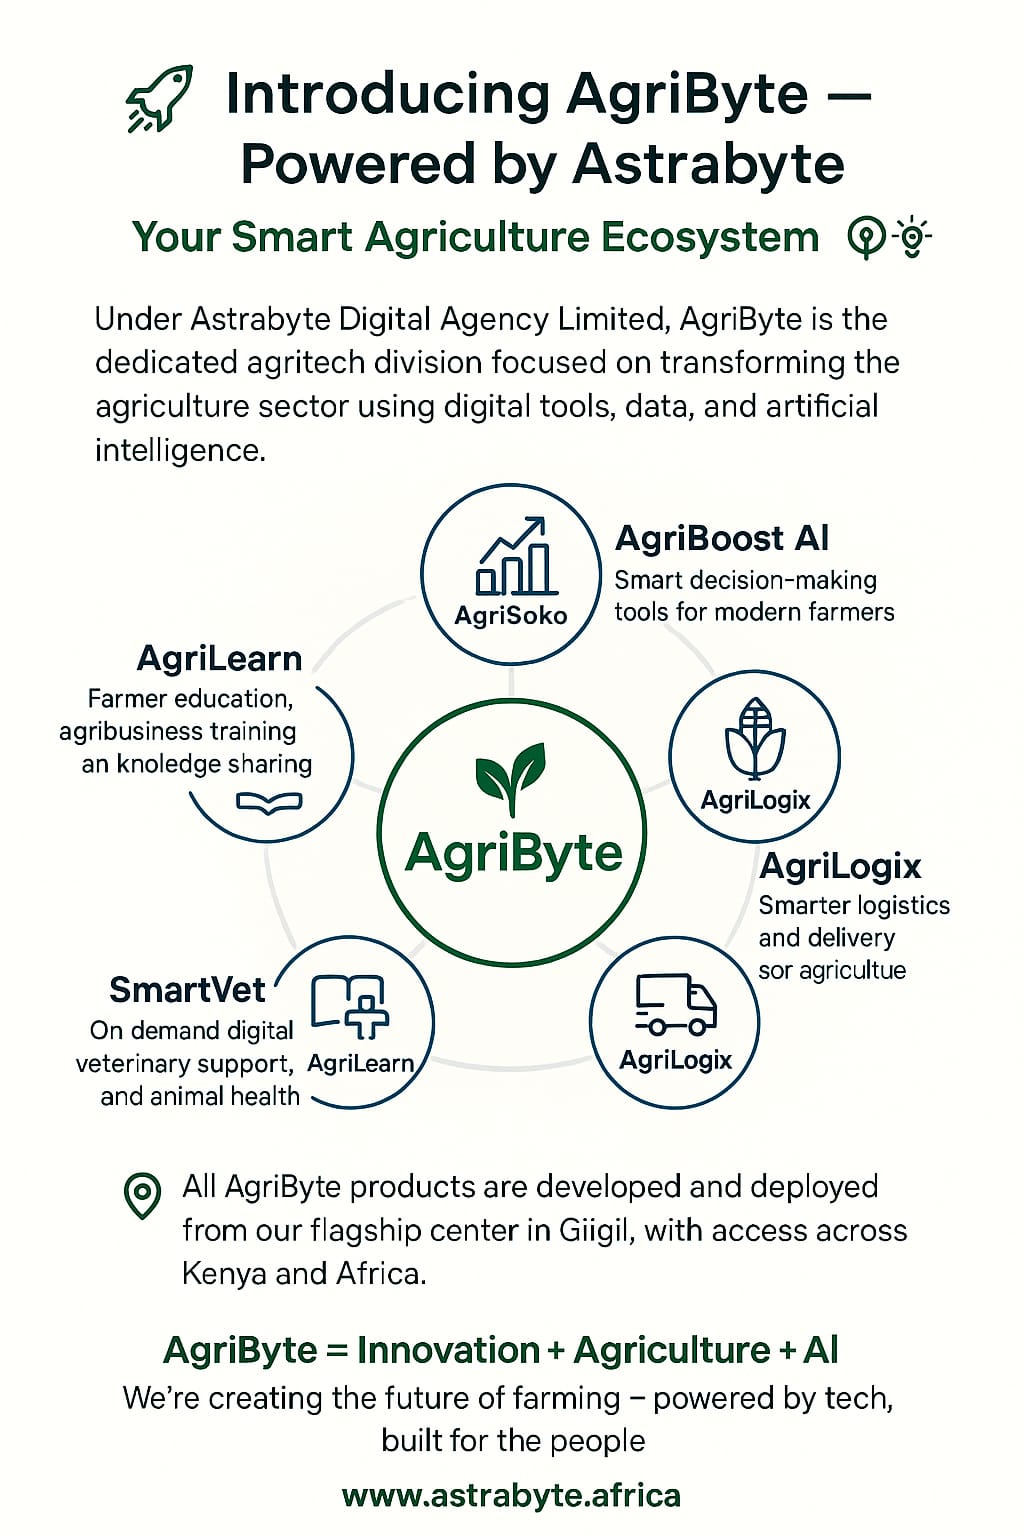 Introducing AgriByte —
Powered by Astrabyte
Your Smart Agriculture Ecosystem
Under Astrabyte Digital Agency Limited, AgriByte is the
dedicated agritech division focused on transforming the
agriculture sector using digital tools, data, and artificial
intelligence.
AgriSoko
AgriBoost AI
Smart decision-making
tools for modern farmers
AgriLearn
Farmer education,
agribusiness training
an knoledge sharing
AgriByte
AgriLogix
AgriLogix
Smarter logistics
and delivery
sor agricultue
SmartVet
On demand digital
veterinary support,
and animal health
AgriLearn
AgriLogix
All AgriByte products are developed and deployed
from our flagship center in Giigil, with access across
Kenya and Africa.
AgriByte = Innovation + Agriculture + AI
We're creating the future of farming – powered by tech,
built for the people
www.astrabyte.africa